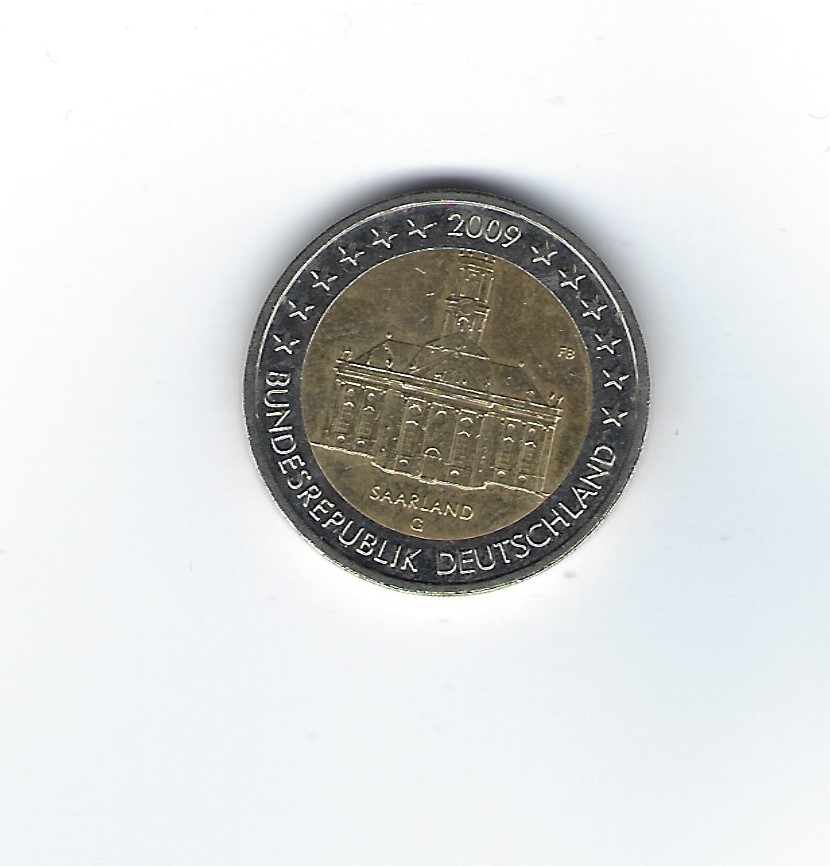 2009
FB
SAARLAND
G
BUNDESREPUBLIK DEUTSCHLAND